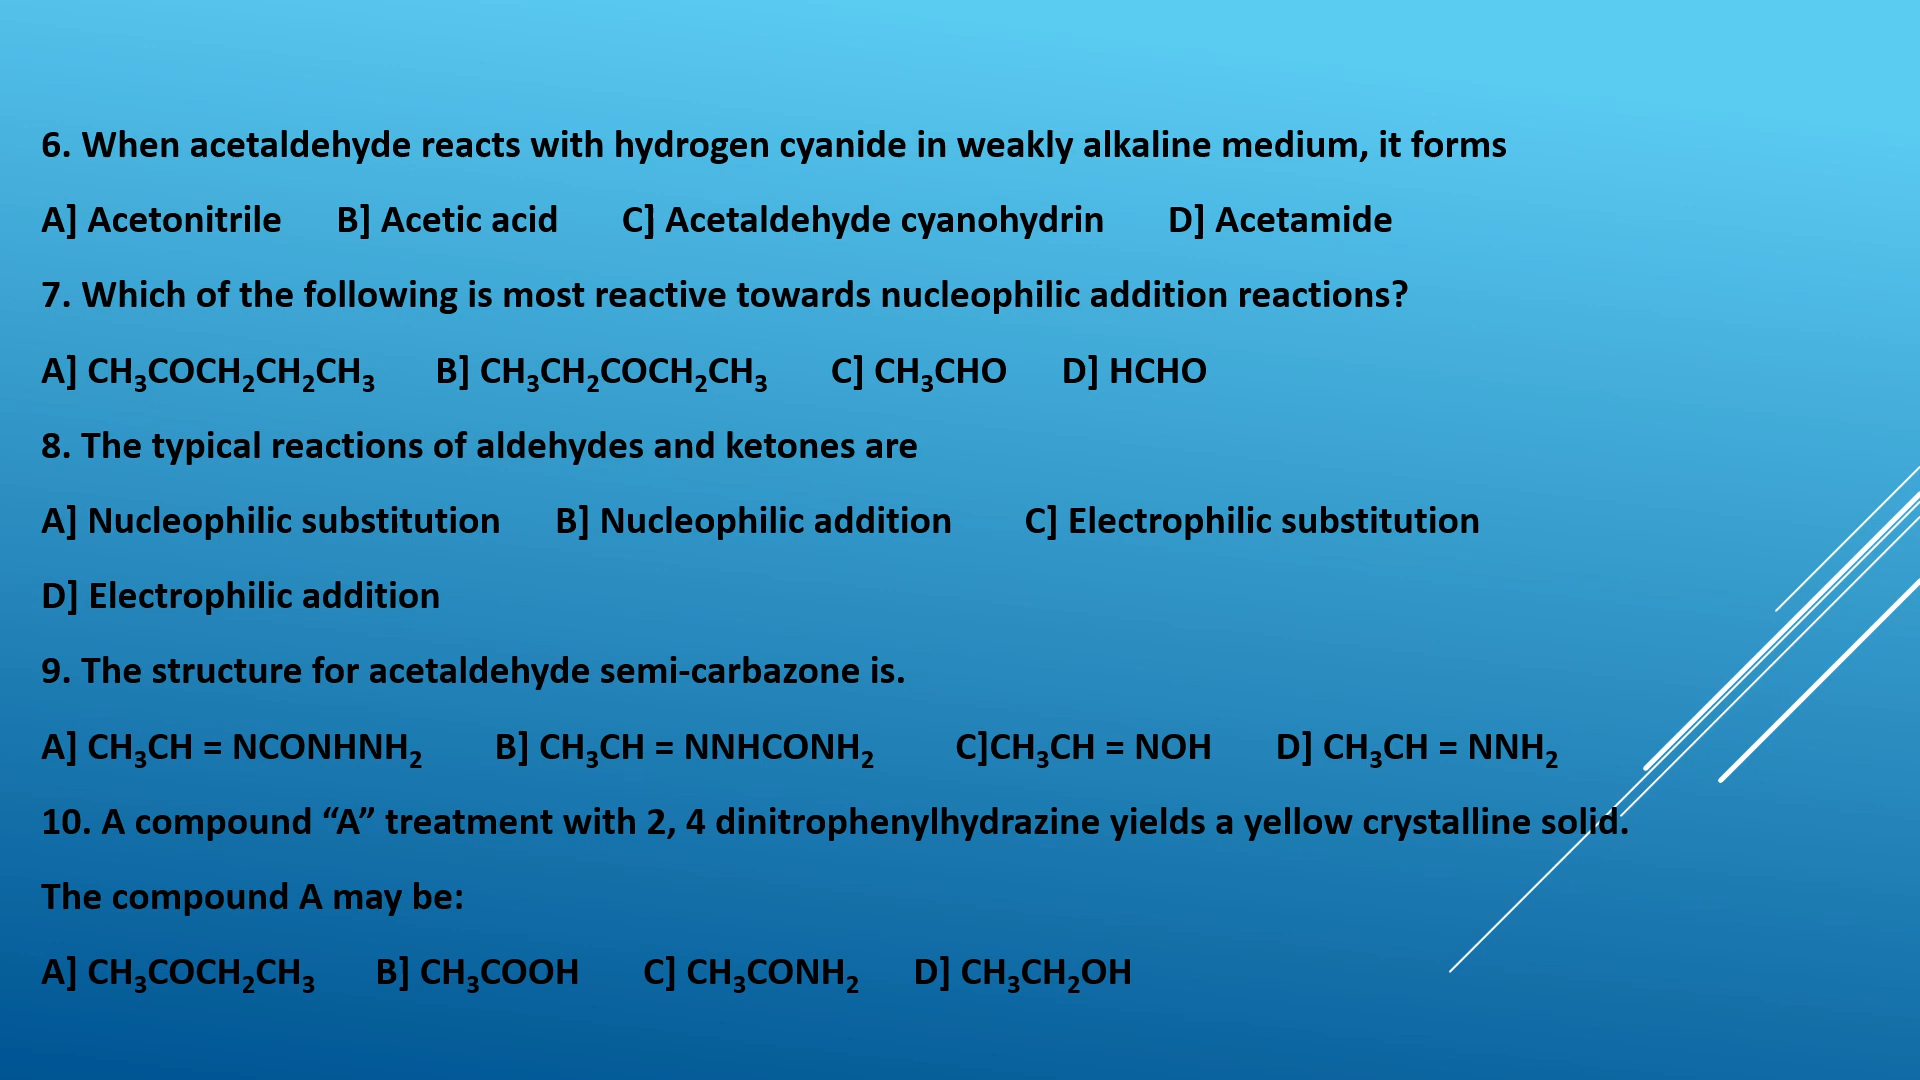 6. When acetaldehyde reacts with hydrogen cyanide in weakly alkaline medium, it forms
A] Acetonitrile B] Acetic acid C] Acetaldehyde cyanohydrin D] Acetamide
7. Which of the following is most reactive towards nucleophilic addition reactions?
A] CH₃COCH₂CH₂CH₃ B] CH₃CH₂COCH₂CH₃ C] CH₃CHO D] HCHO
8. The typical reactions of aldehydes and ketones are
A] Nucleophilic substitution B] Nucleophilic addition C] Electrophilic substitution
D] Electrophilic addition
9. The structure for acetaldehyde semi-carbazone is.
A] CH₃CH = NCONHNH₂ B] CH₃CH = NNHCONH₂ C]CH₃CH = NOH D] CH₃CH = NNH₂
10. A compound “A” treatment with 2, 4 dinitrophenylhydrazine yields a yellow crystalline solid.
The compound A may be:
A] CH₃COCH₂CH₃ B] CH₃COOH C] CH₃CONH₂ D] CH₃CH₂OH